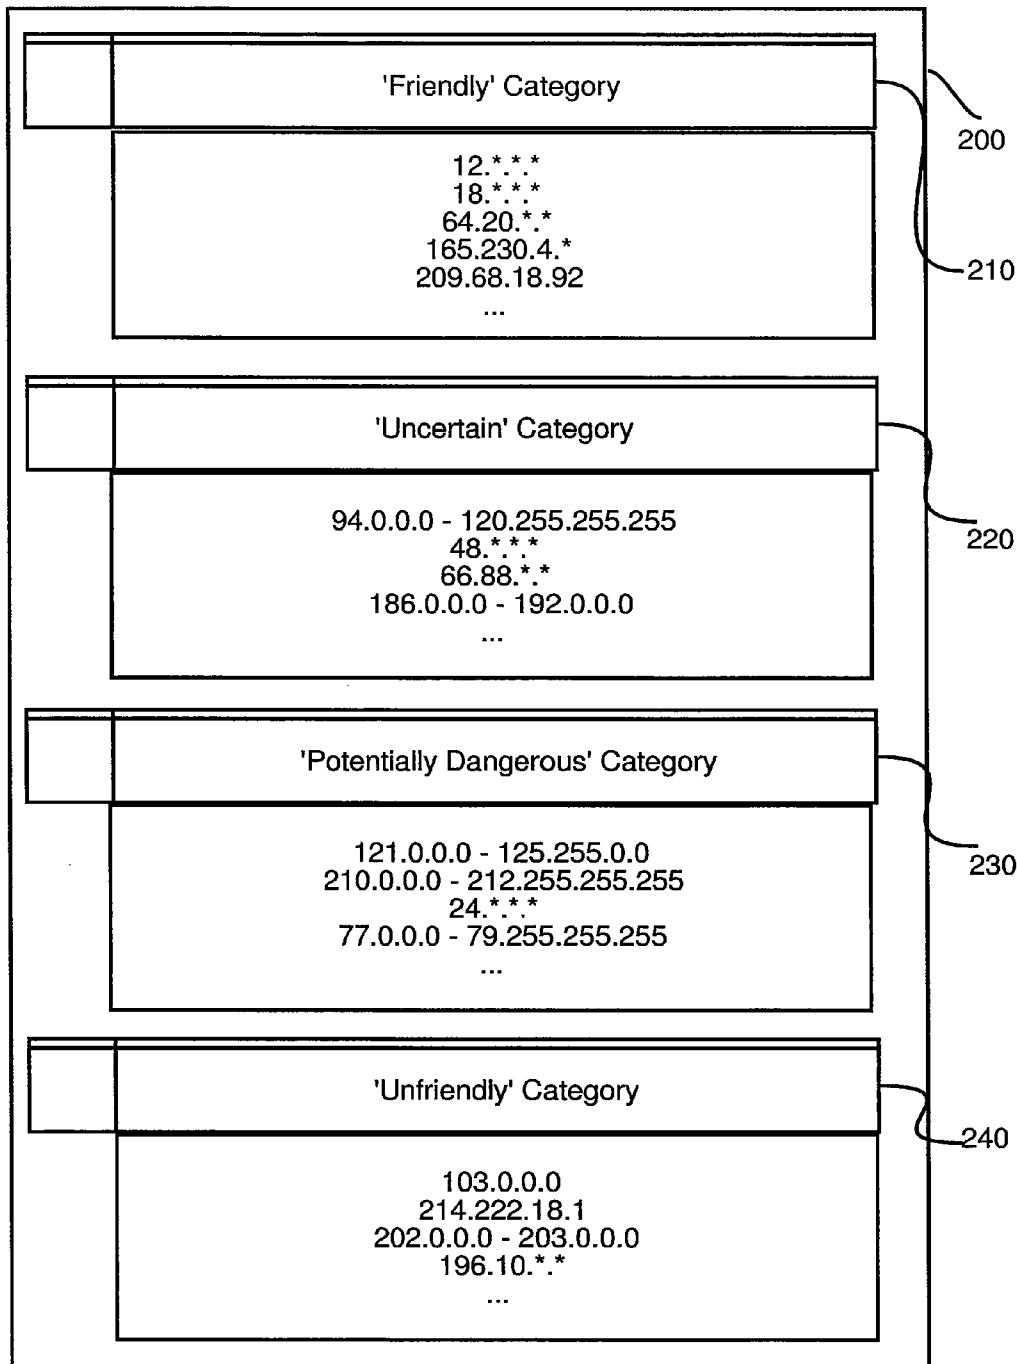 'Friendly' Category
200
12.*.*.*
18.*.*.*
64.20.*.*
165.230.4.*
209.68.18.92
...
210
'Uncertain' Category
94.0.0.0 - 120.255.255.255
48.*.*.*
66.88.*.*
186.0.0.0 - 192.0.0.0
...
220
'Potentially Dangerous' Category
121.0.0.0 - 125.255.0.0
210.0.0.0 - 212.255.255.255
24.*.*.*
77.0.0.0 - 79.255.255.255
...
230
'Unfriendly' Category
240
103.0.0.0
214.222.18.1
202.0.0.0 - 203.0.0.0
196.10.*.*
...